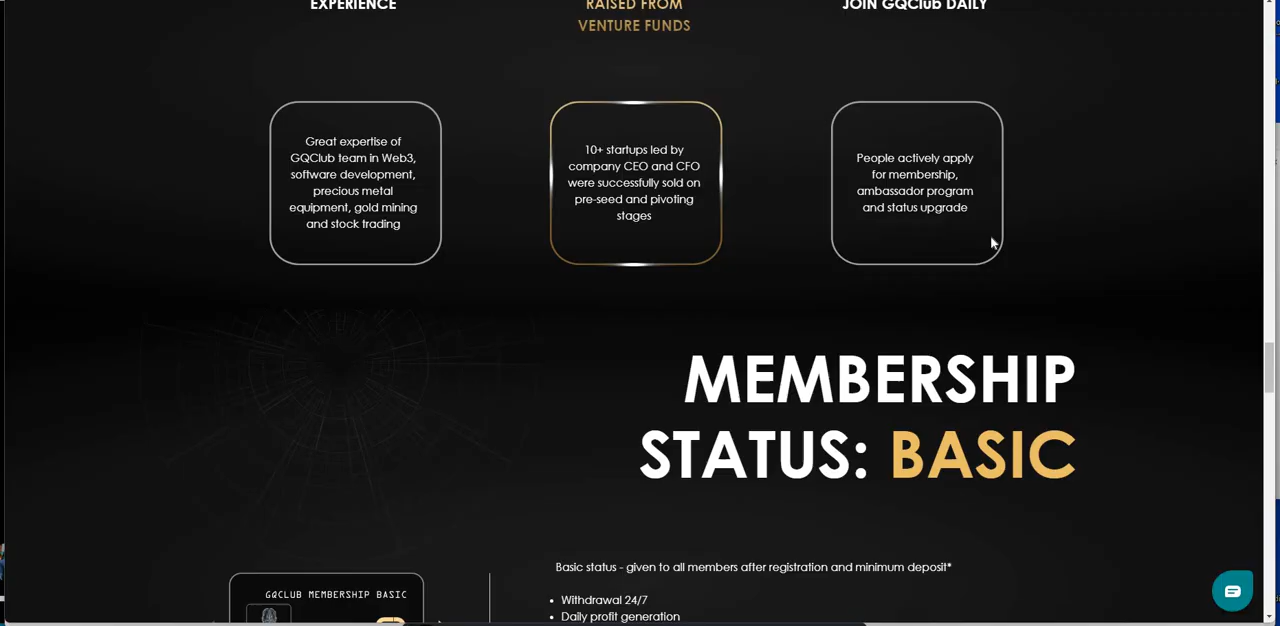 EXPERIENCE
RAISED FROM
VENTURE FUNDS
JOIN GQClub DAILY
Great expertise of
GQClub team in Web3,
software development,
precious metal
equipment, gold mining
and stock trading
10+ startups led by
company CEO and CFO
were successfully sold on
pre-seed and pivoting
stages
People actively apply
for membership,
ambassador program
and status upgrade
MEMBERSHIP
STATUS: BASIC
GQCLUB MEMBERSHIP BASIC
Basic status - given to all members after registration and minimum deposit*
• Withdrawal 24/7
• Daily profit generation